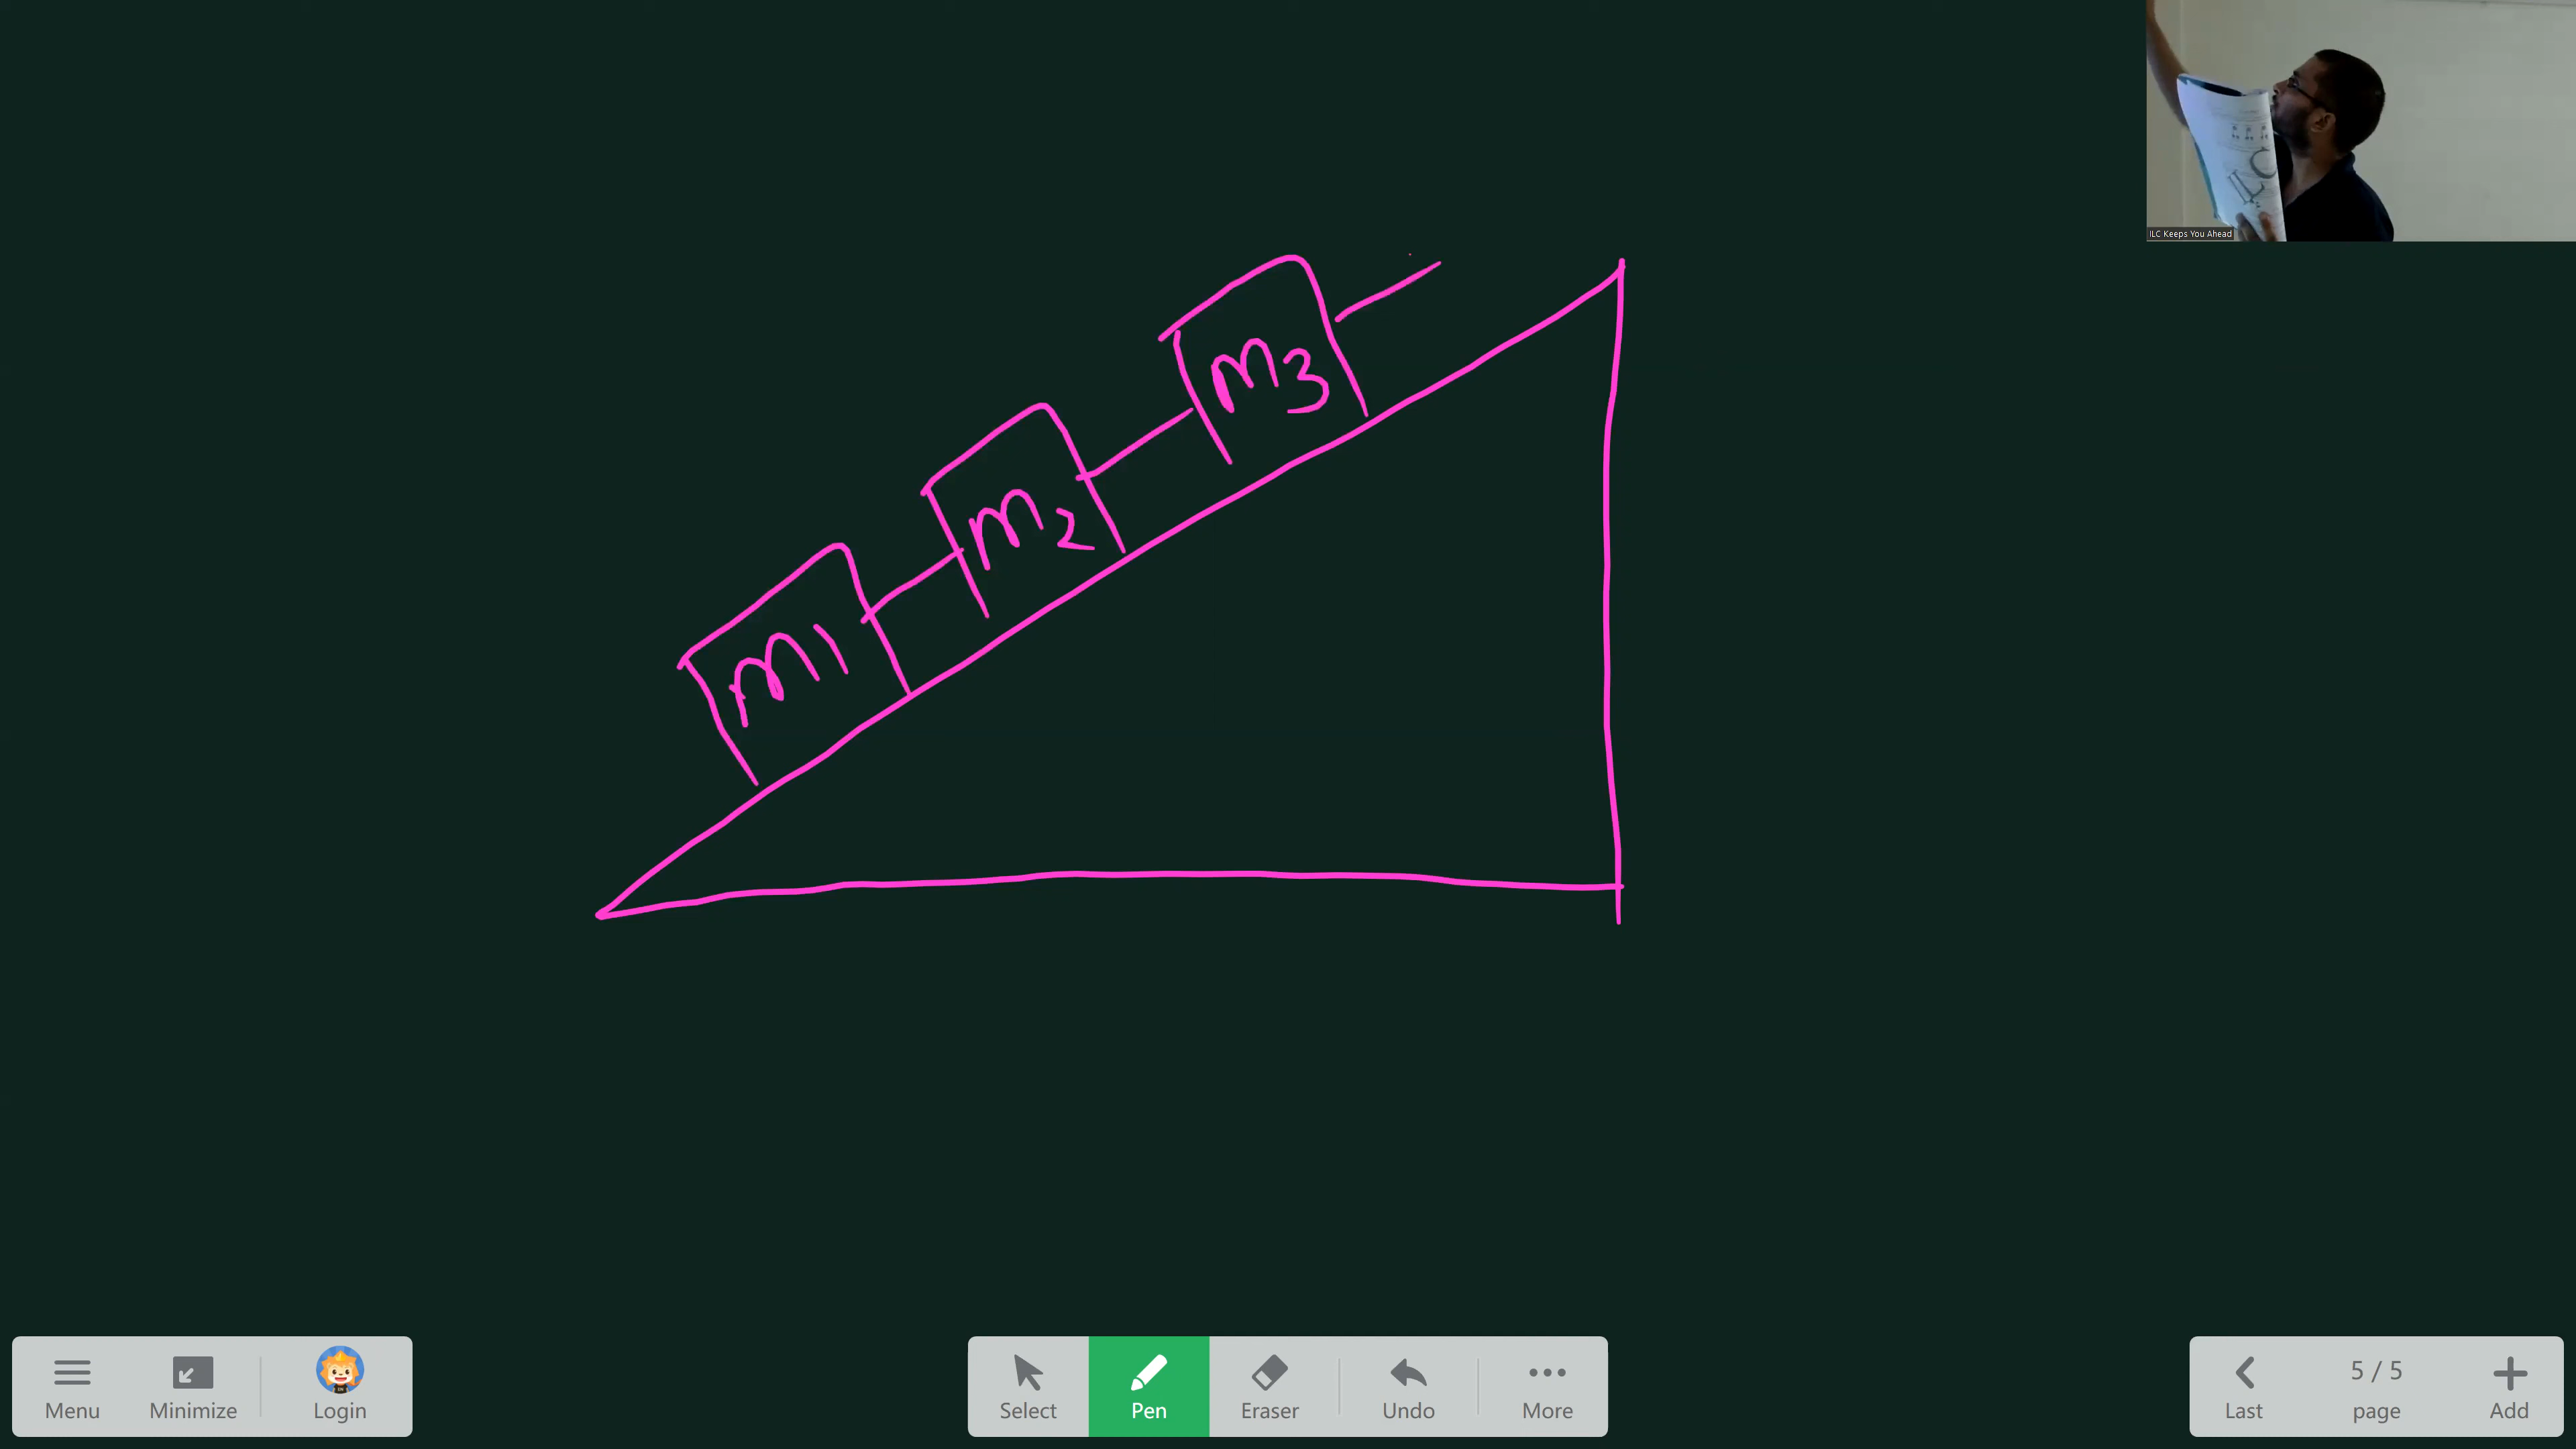 ILC Keeps You Ahead
m3
m2
m1
Menu
Minimize
Login
Select
Pen
Eraser
Undo
More
Last
5 / 5
page
Add